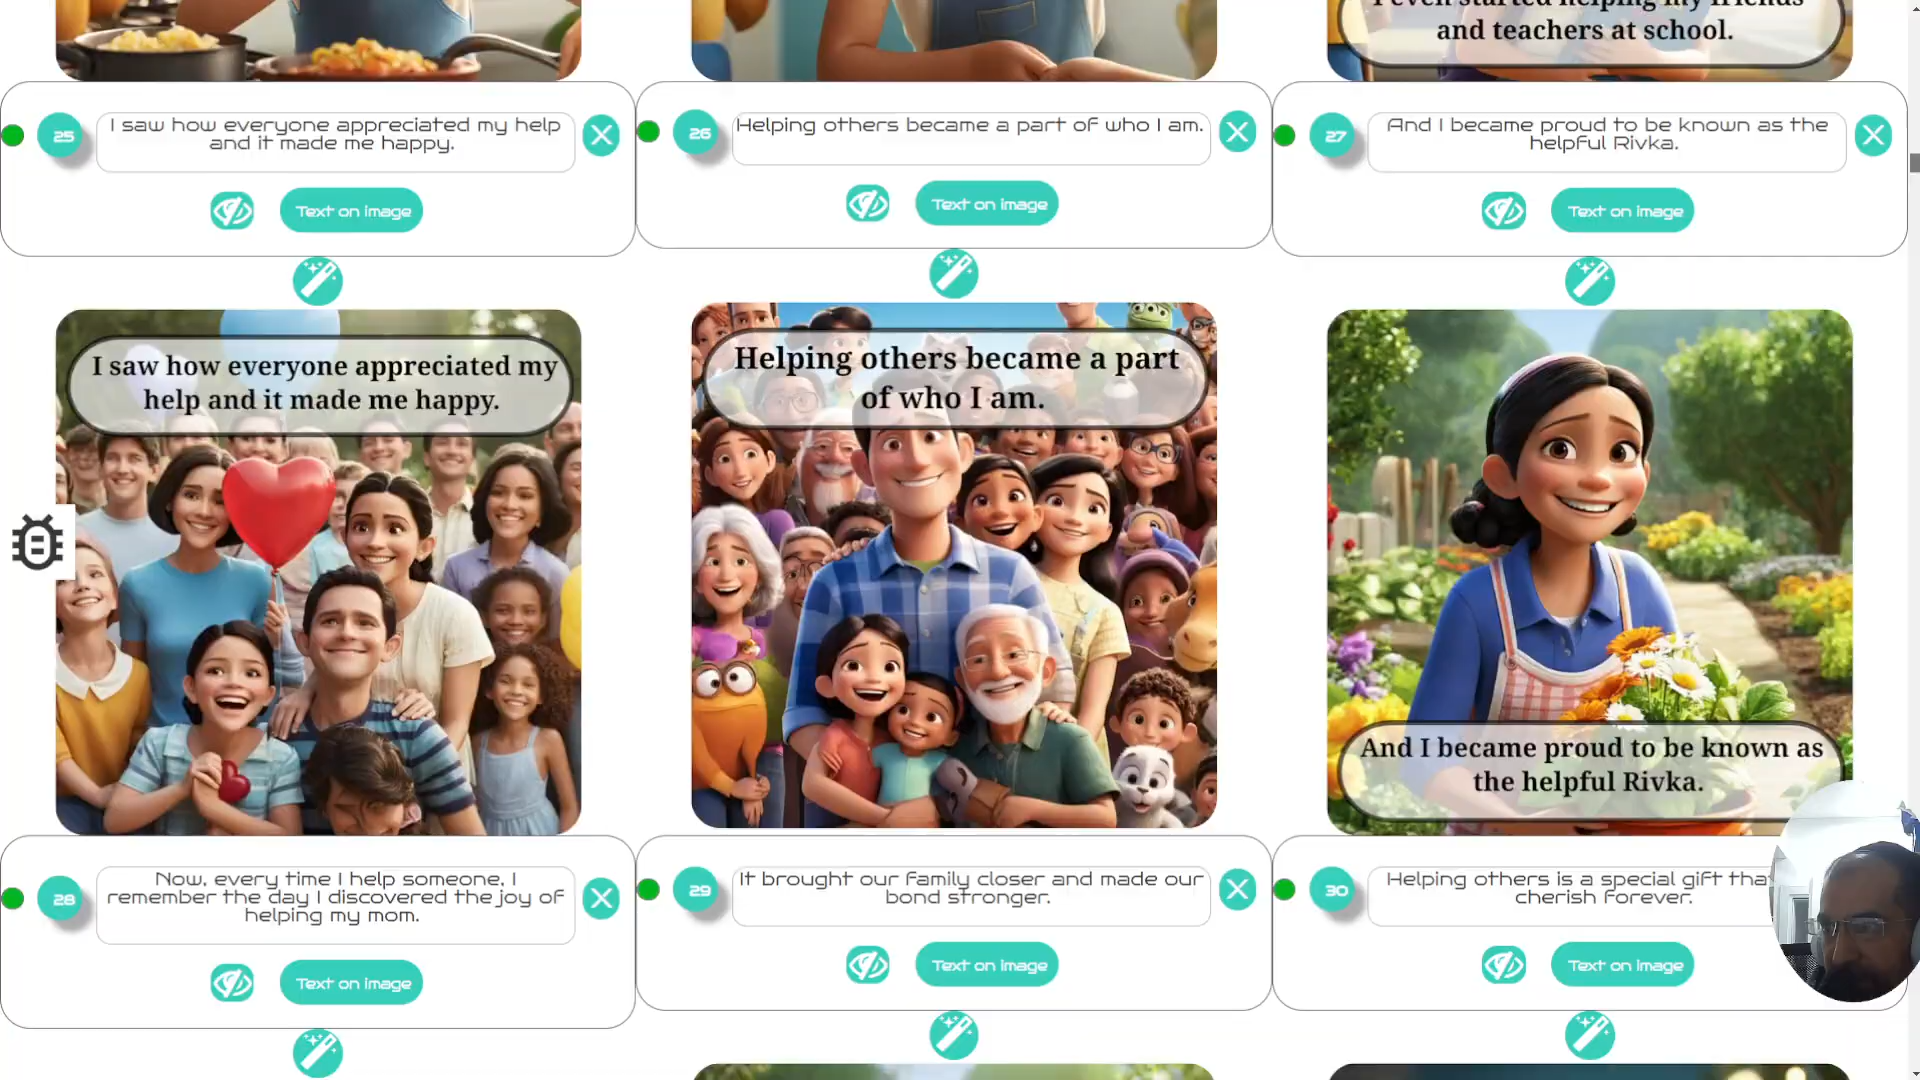 I even started helping my friends
and teachers at school.
25
I saw how everyone appreciated my help
and it made me happy.
Text on image
26
Helping others became a part of who I am.
Text on image
27
And I became proud to be known as the
helpful Rivka.
Text on image
I saw how everyone appreciated my
help and it made me happy.
Helping others became a part
of who I am.
And I became proud to be known as
the helpful Rivka.
28
Now, every time I help someone, I
remember the day I discovered the joy of
helping my mom.
Text on image
29
It brought our family closer and made our
bond stronger.
Text on image
30
Helping others is a special gift
cherish forever.
Text on image